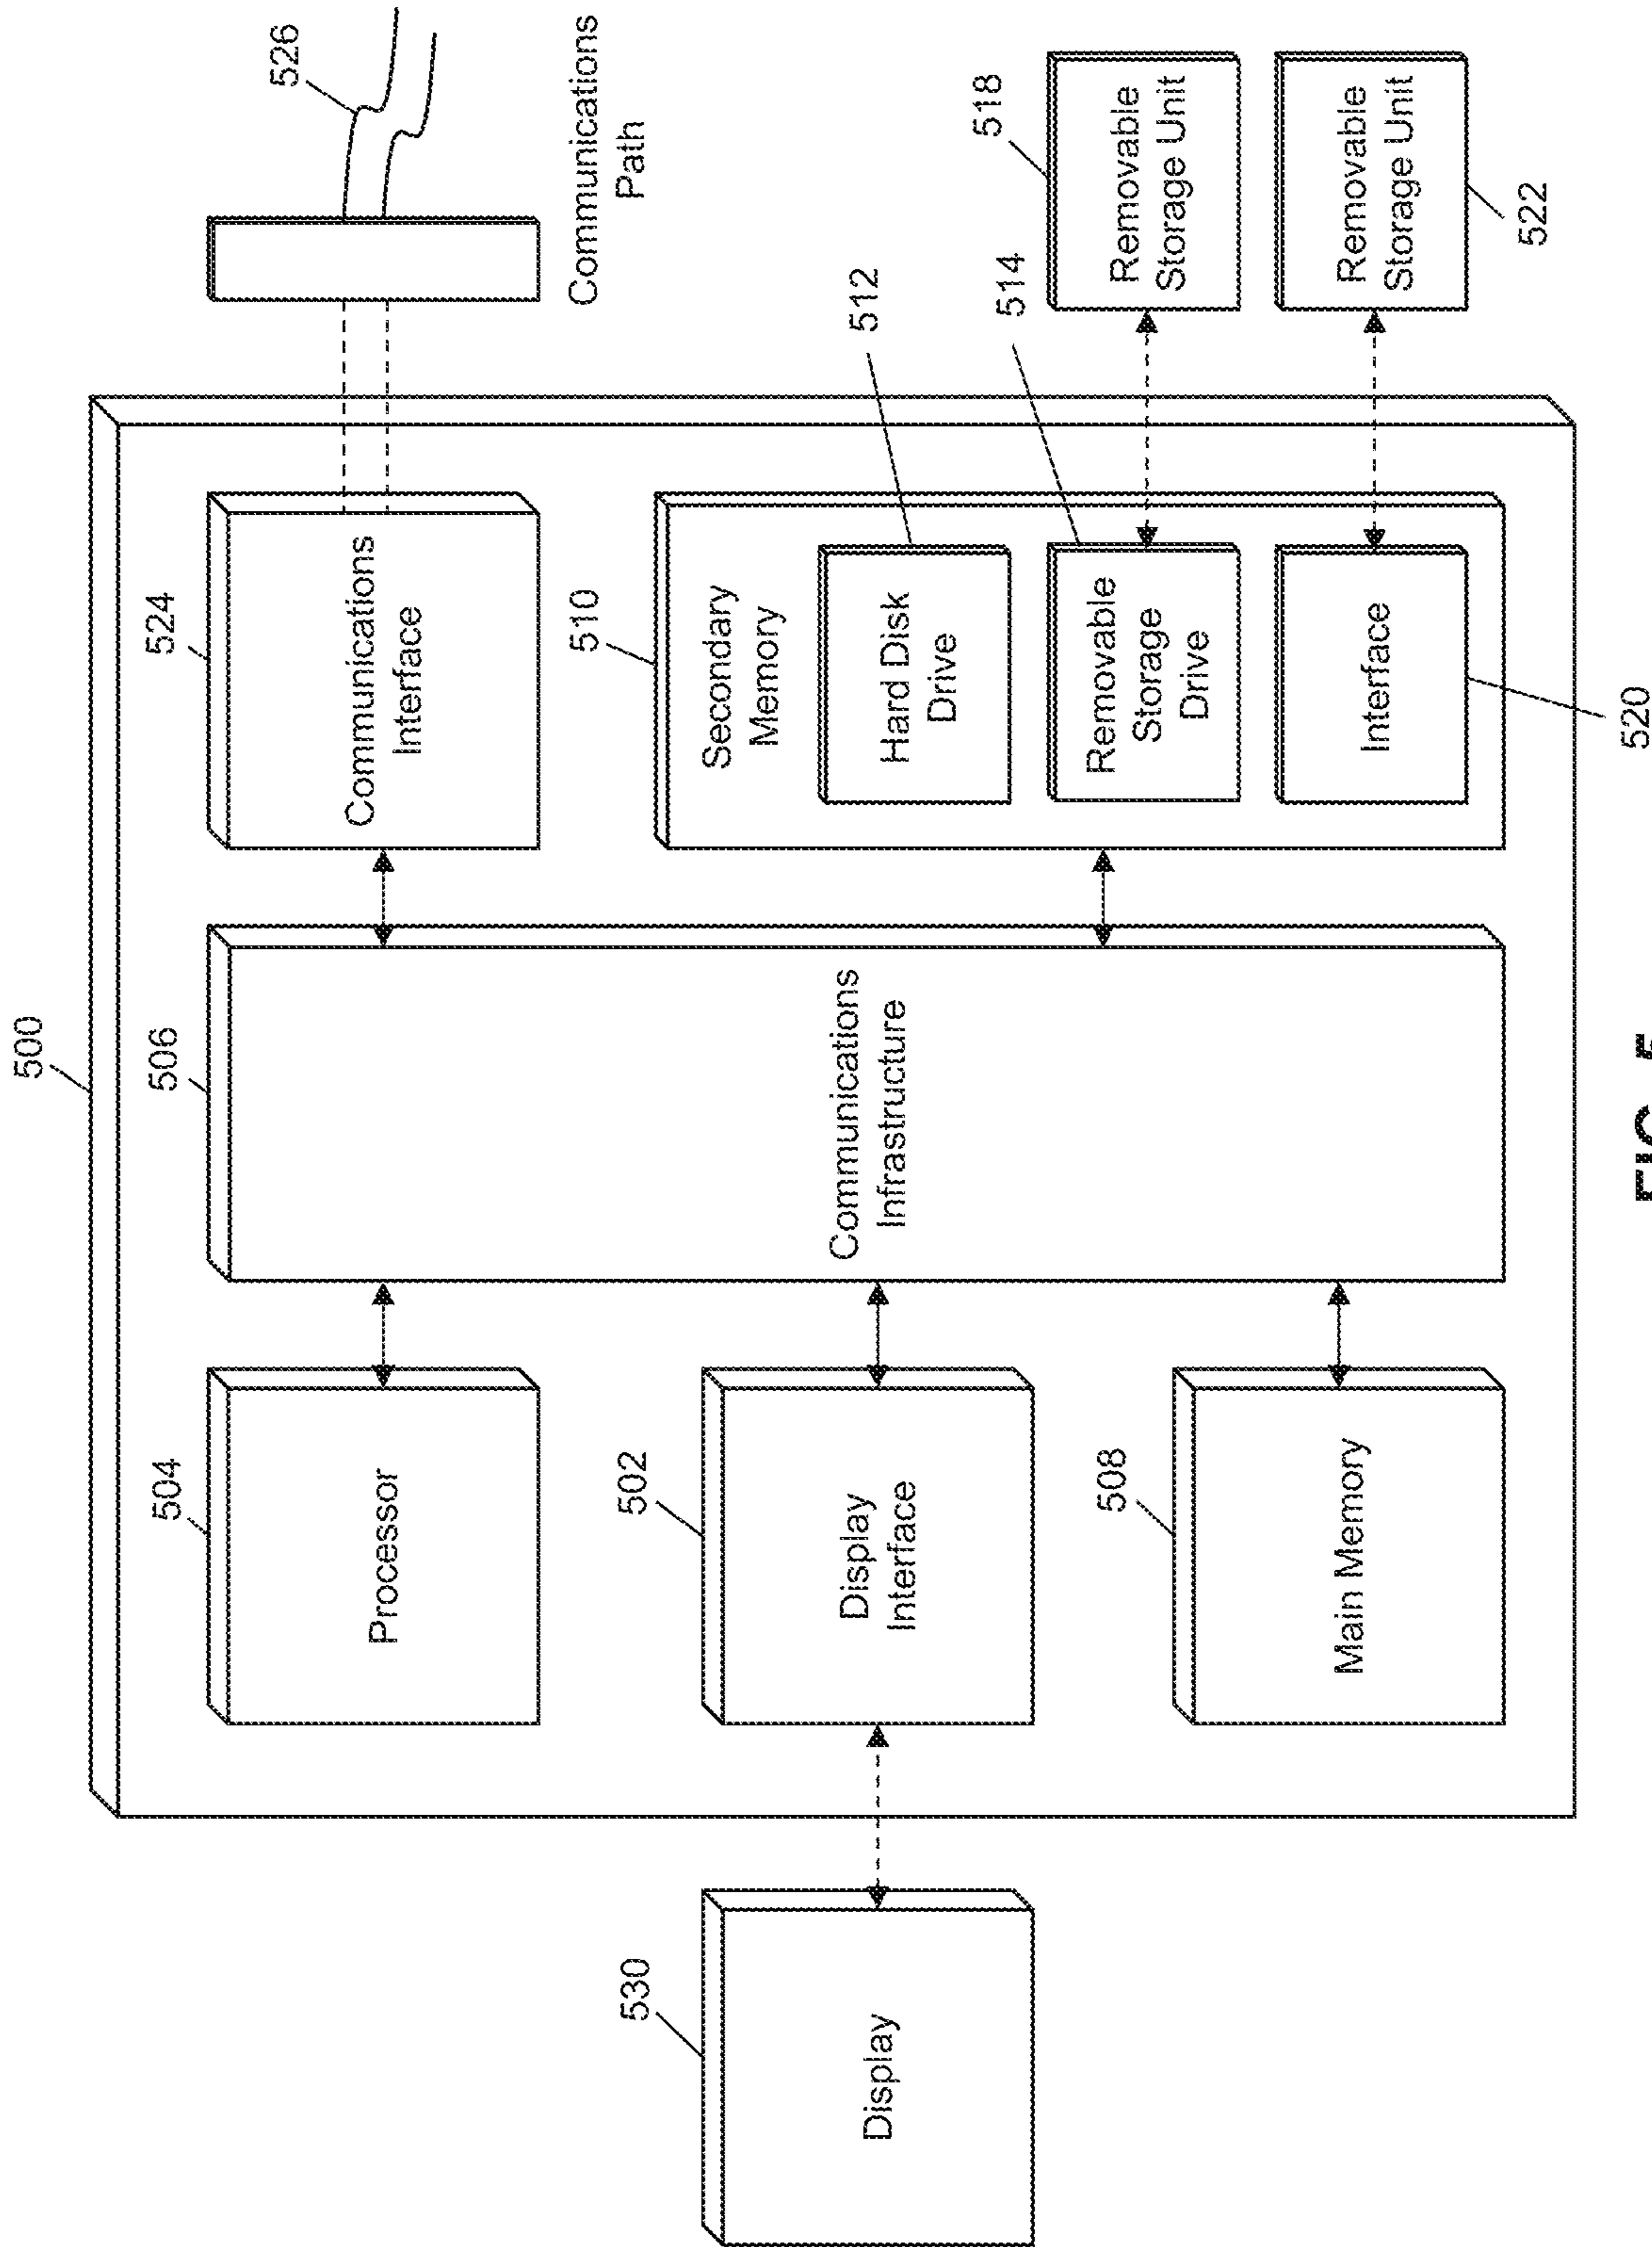 500
504
Processor
506
524
Communications
Interface
526
Communications
Path
530
Display
502
Display
Interface
Communications
Infrastructure
510
Secondary
Memory
512
Hard Disk
Drive
514
Removable
Storage
Drive
518
Removable
Storage Unit
508
Main Memory
Interface
520
Removable
Storage Unit
522
FIG. 5